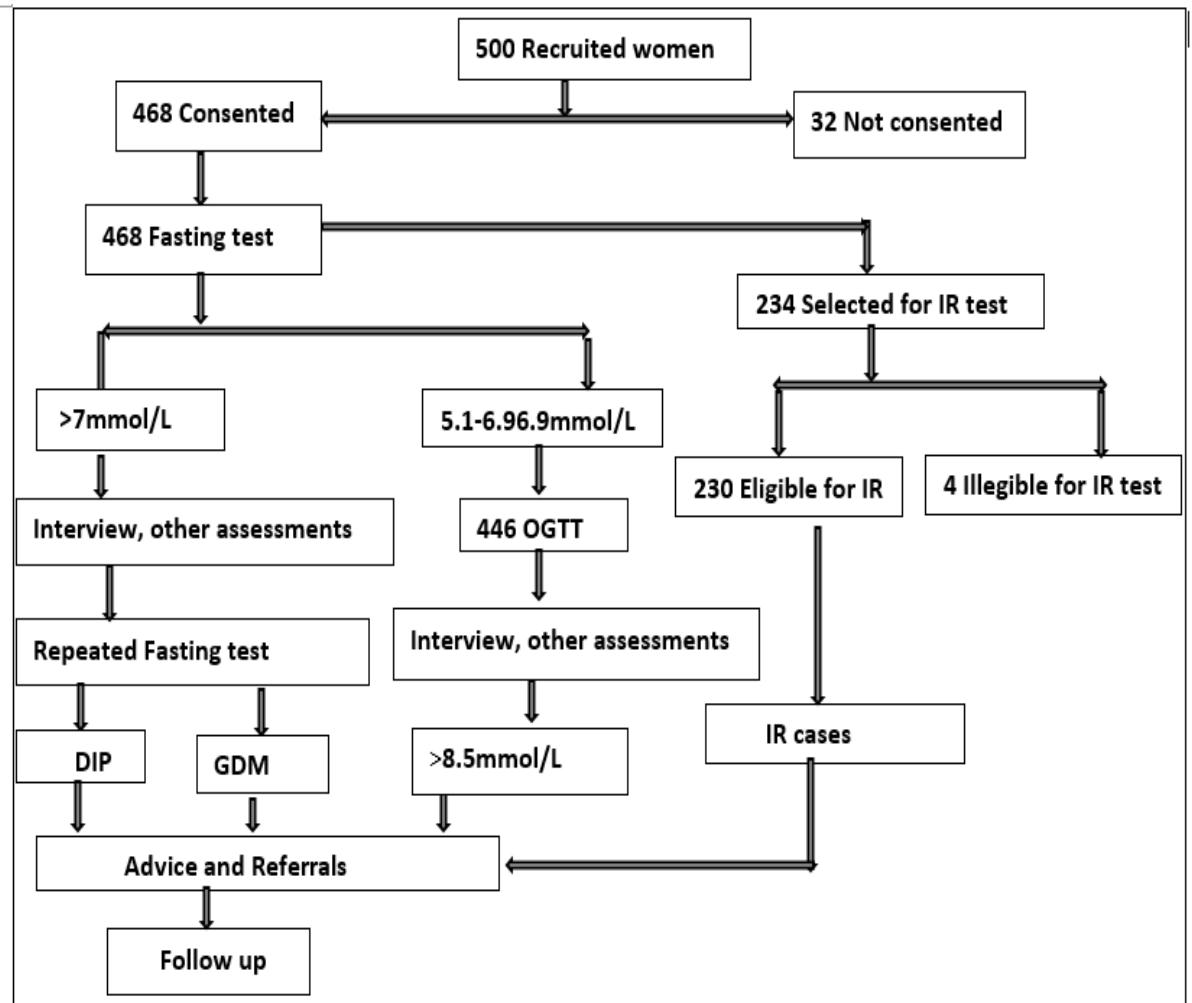 500 Recruited women
468 Consented
32 Not consented
468 Fasting test
234 Selected for IR test
>7mmol/L
5.1-6.96.9mmol/L
230 Eligible for IR
4 Illegible for IR test
Interview, other assessments
446 OGTT
Interview, other assessments
Repeated Fasting test
IR cases
DIP
GDM
>8.5mmol/L
Advice and Referrals
Follow up